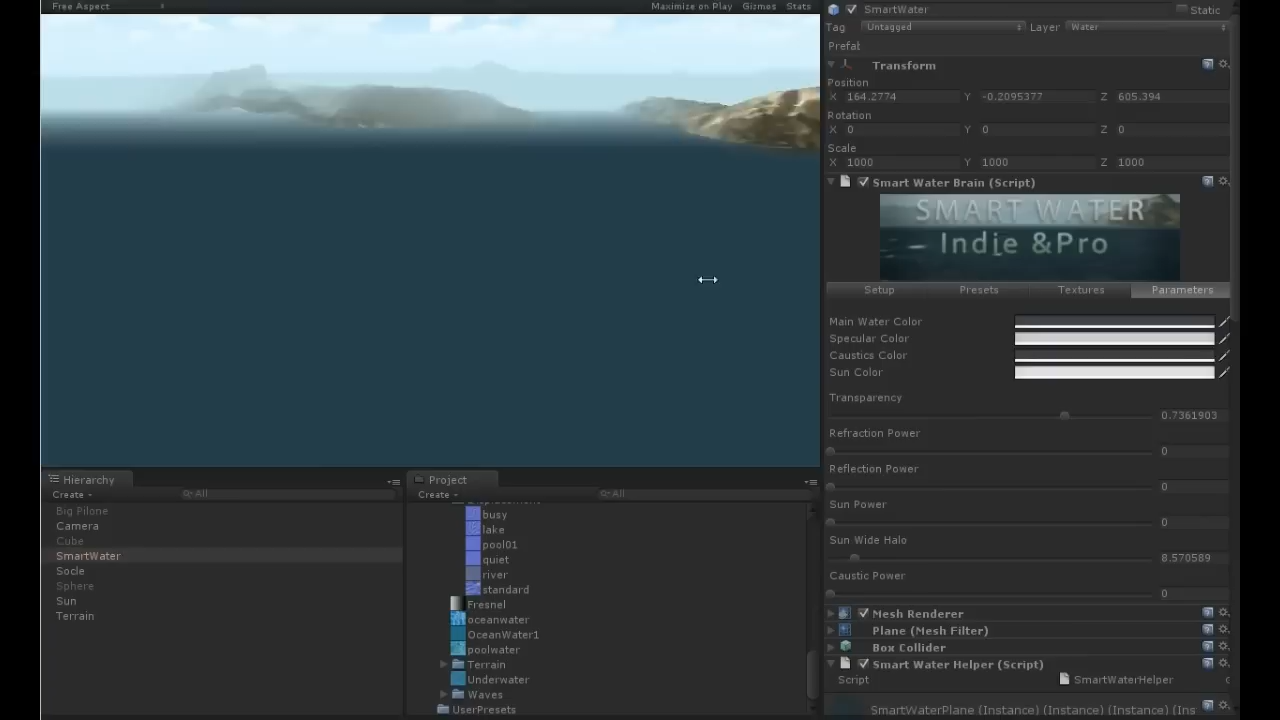 Free Aspect
Maximize on Play Gizmos Stats
SmartWater Static
Tag Untagged Layer Water
Prefab
Transform
Position
X 164.2774 Y -0.2095377 Z 605.394
Rotation
X 0 Y 0 Z 0
Scale
X 1000 Y 1000 Z 1000
Smart Water Brain (Script)
SMART WATER
Indie &Pro
Setup Presets Textures Parameters
Main Water Color
Specular Color
Caustics Color
Sun Color
Transparency
0.7361903
Refraction Power
0
Reflection Power
0
Sun Power
0
Sun Wide Halo
8.570589
Caustic Power
0
Mesh Renderer
Plane (Mesh Filter)
Box Collider
Smart Water Helper (Script)
Script SmartWaterHelper
SmartWaterPlane (Instance) (Instance) (Instance) (Instance) (Ins
Hierarchy
Create All
Big Pilone
Camera
Cube
SmartWater
Socle
Sphere
Sun
Terrain
Project
Create All
busy
lake
pool01
quiet
river
standard
Fresnel
oceanwater
OceanWater1
poolwater
Terrain
Underwater
Waves
UserPresets